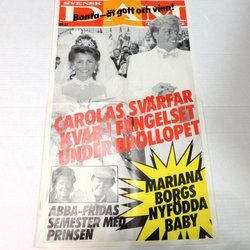 SVENSK
DAM
Banta-ät gott och vinn!
CAROLAS SVÄRFAR
KVAR I FÄNGELSET
UNDER BRÖLLOPET
MARIANA
BORGS
NYFÖDDA
BABY
ABBA-FRIDAS
SEMESTER MED
PRINSEN